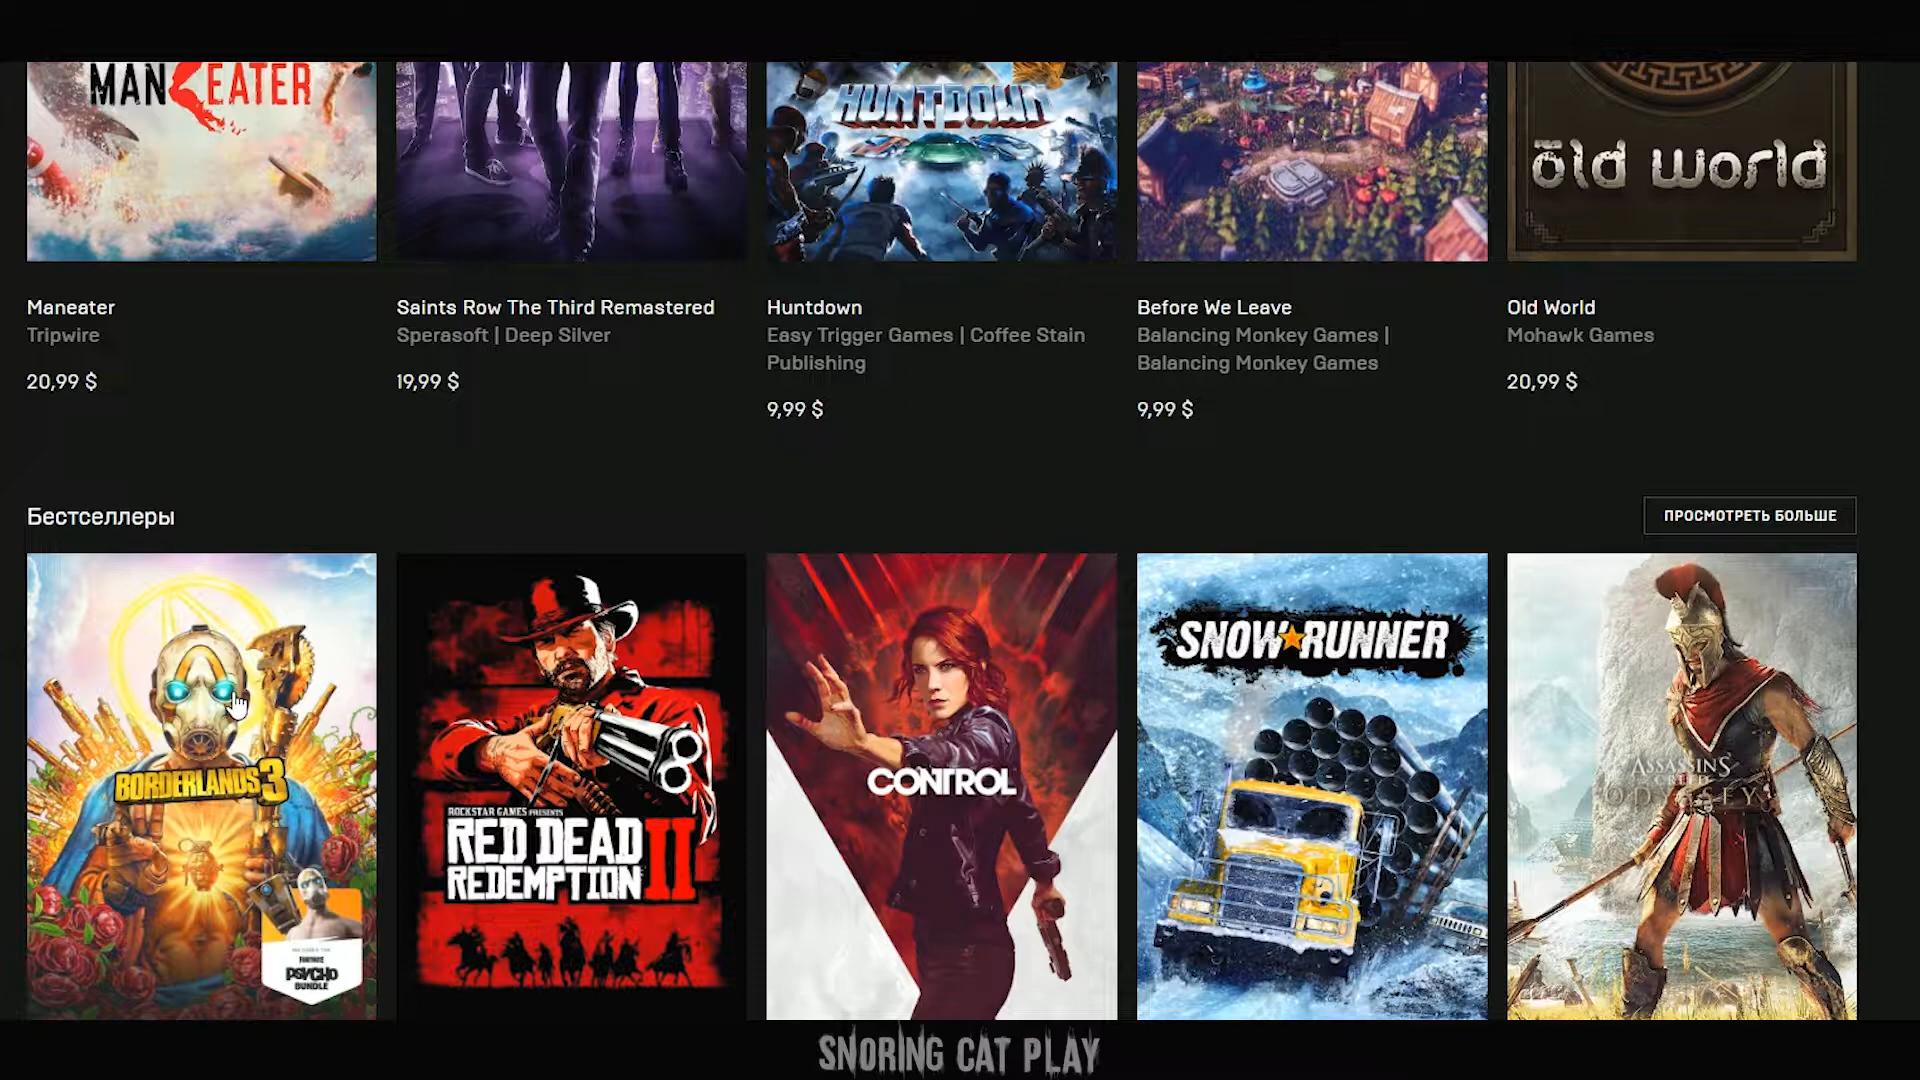 MANEATER
HUNTDOWN
old world
Maneater
Tripwire
20,99 $
Saints Row The Third Remastered
Sperasoft | Deep Silver
19,99 $
Huntdown
Easy Trigger Games | Coffee Stain
Publishing
9,99 $
Before We Leave
Balancing Monkey Games |
Balancing Monkey Games
9,99 $
Old World
Mohawk Games
20,99 $
Бестселлеры
ПРОСМОТРЕТЬ БОЛЬШЕ
BORDERLANDS 3
FORTNITE
PSYCHO
BUNDLE
ROCKSTAR GAMES PRESENTS
RED DEAD
REDEMPTION II
CONTROL
SNOWRUNNER
ASSASSIN'S
CREED
ODYSSEY
SNORING CAT PLAY